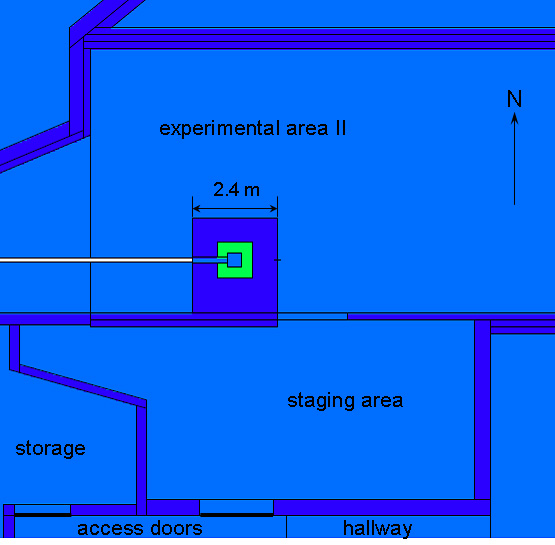 N
experimental area II
2.4 m
staging area
storage
access doors
hallway